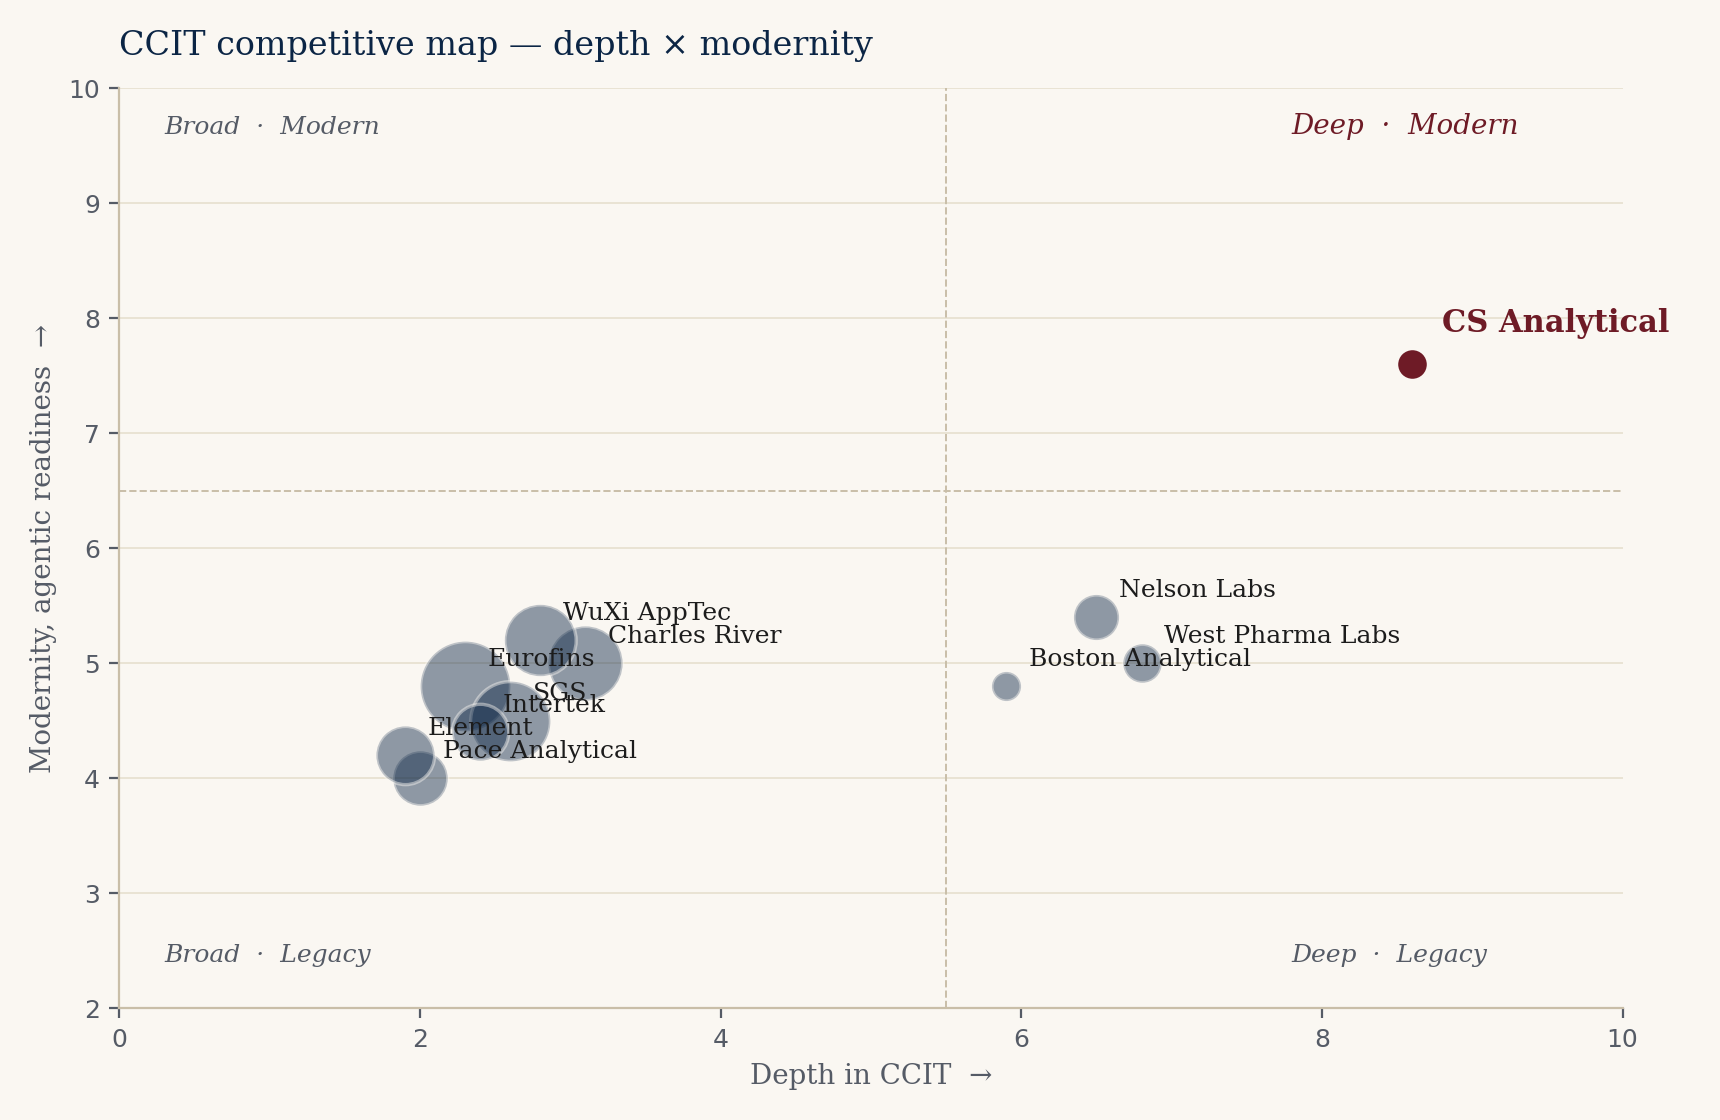 CCIT competitive map — depth × modernity
10
Broad · Modern
Deep · Modern
9
8
CS Analytical
7
6
Nelson Labs
WuXi AppTec
Charles River
West Pharma Labs
5
Eurofins
Boston Analytical
SGS
Intertek
Element
Pace Analytical
4
3
Broad · Legacy
Deep · Legacy
2
0
2
4
6
8
10
Depth in CCIT →
Modernity, agentic readiness →